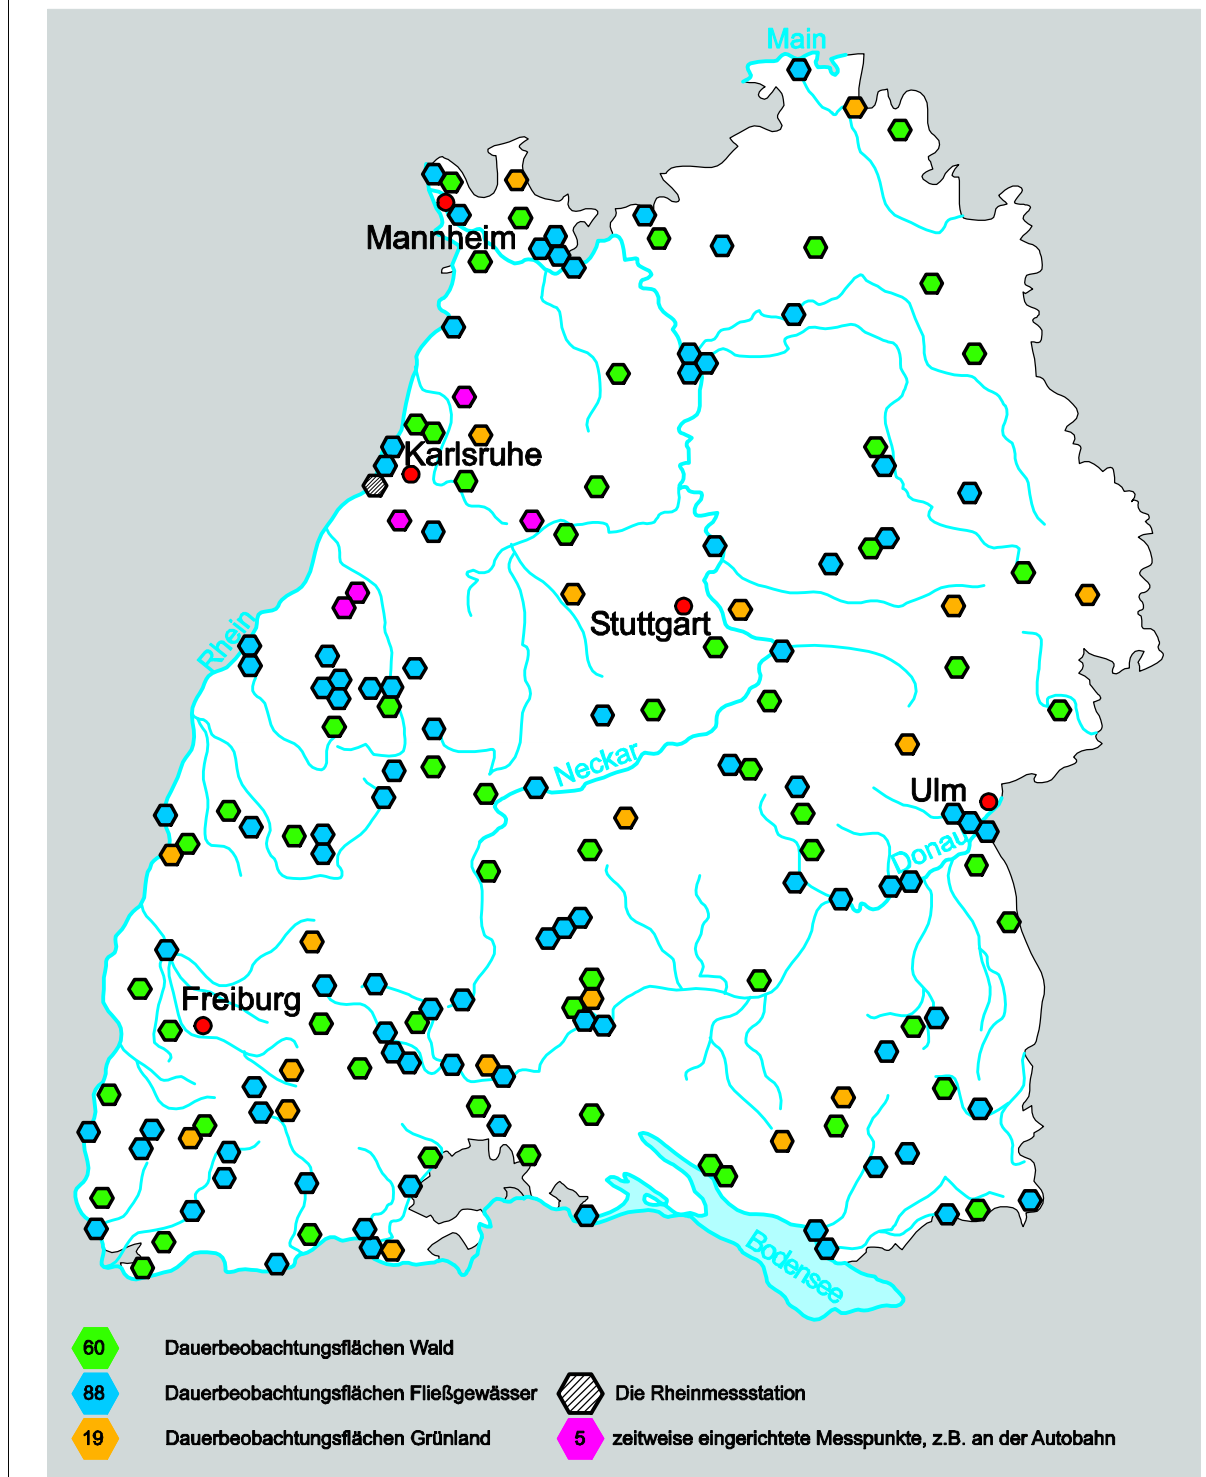 Main
Mannheim
Karlsruhe
Rhein
Stuttgart
Neckar
Ulm
Donau
Freiburg
Bodensee
60 Dauerbeobachtungsflächen Wald
88 Dauerbeobachtungsflächen Fließgewässer Die Rheinmessstation
19 Dauerbeobachtungsflächen Grünland 5 zeitweise eingerichtete Messpunkte, z.B. an der Autobahn